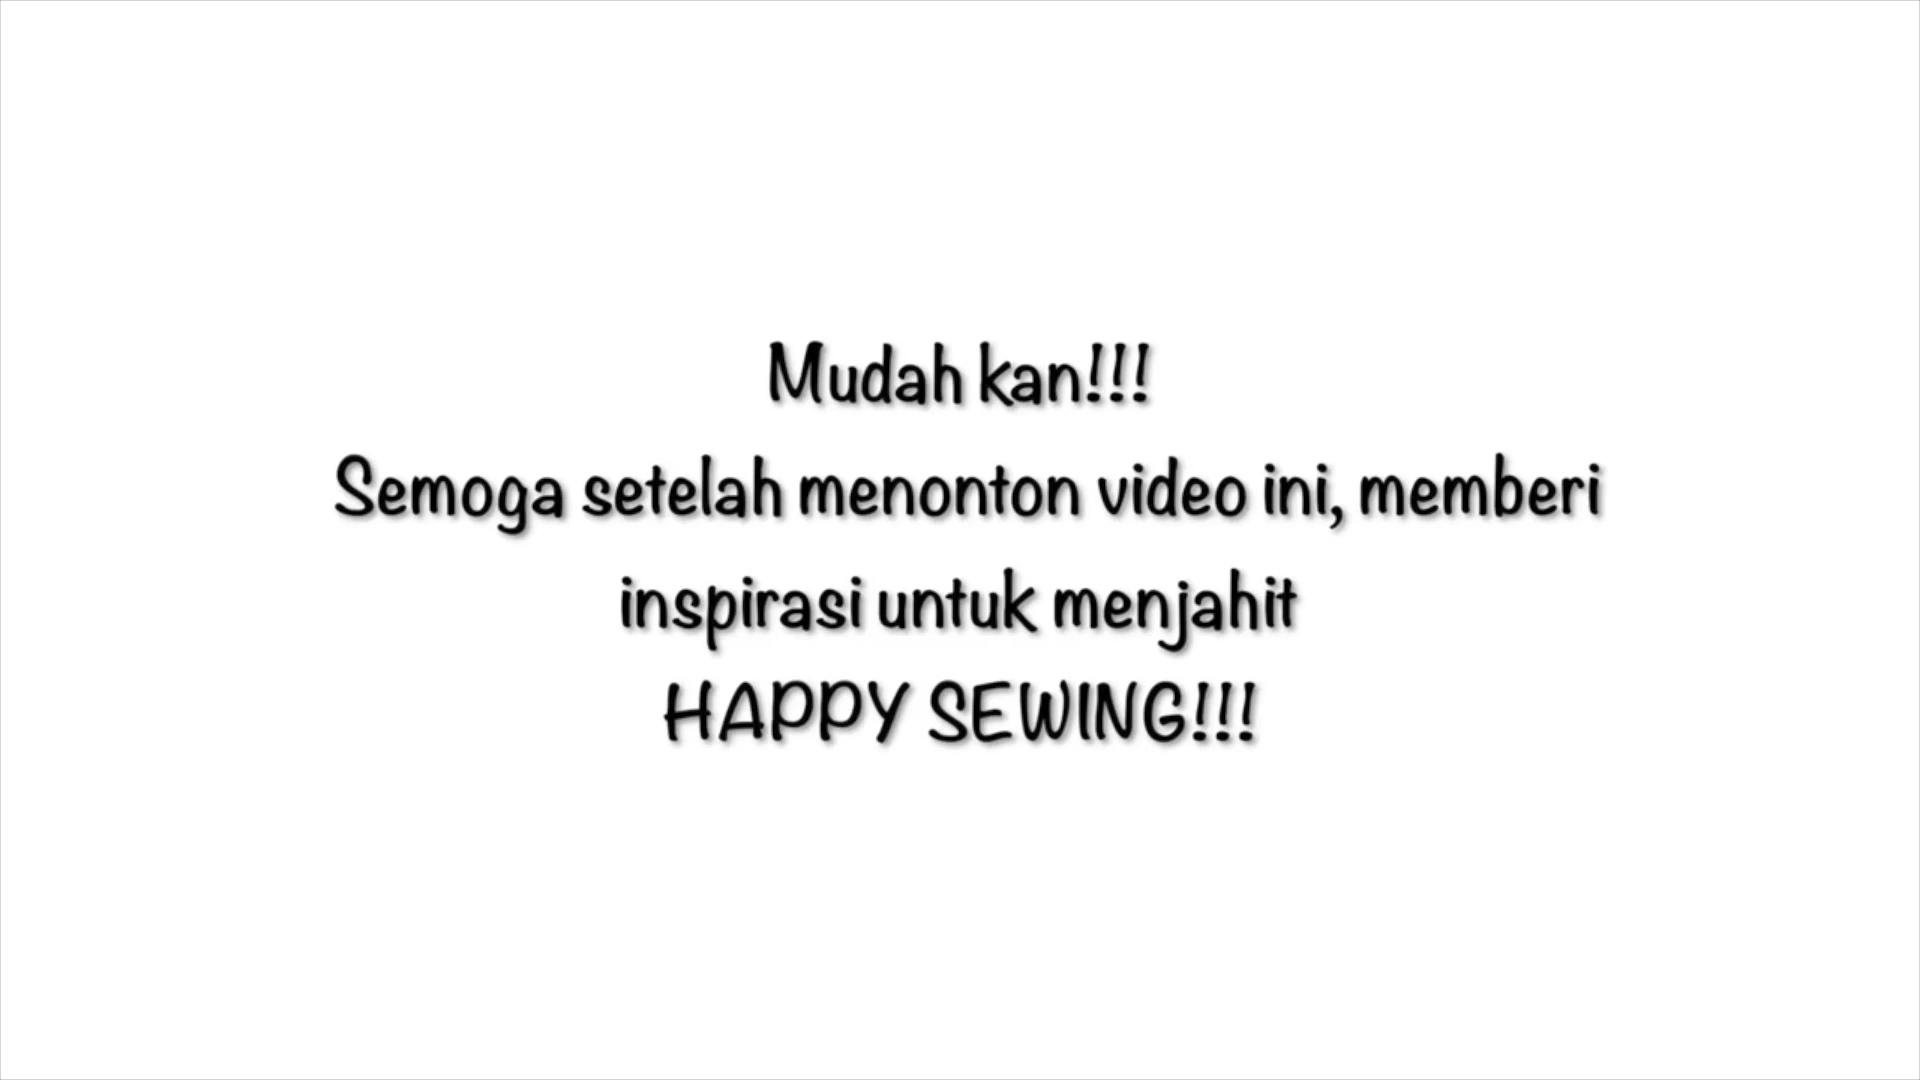 Mudah kan!!!
Semoga setelah menonton video ini, memberi
inspirasi untuk menjahit
HAPPY SEWING!!!